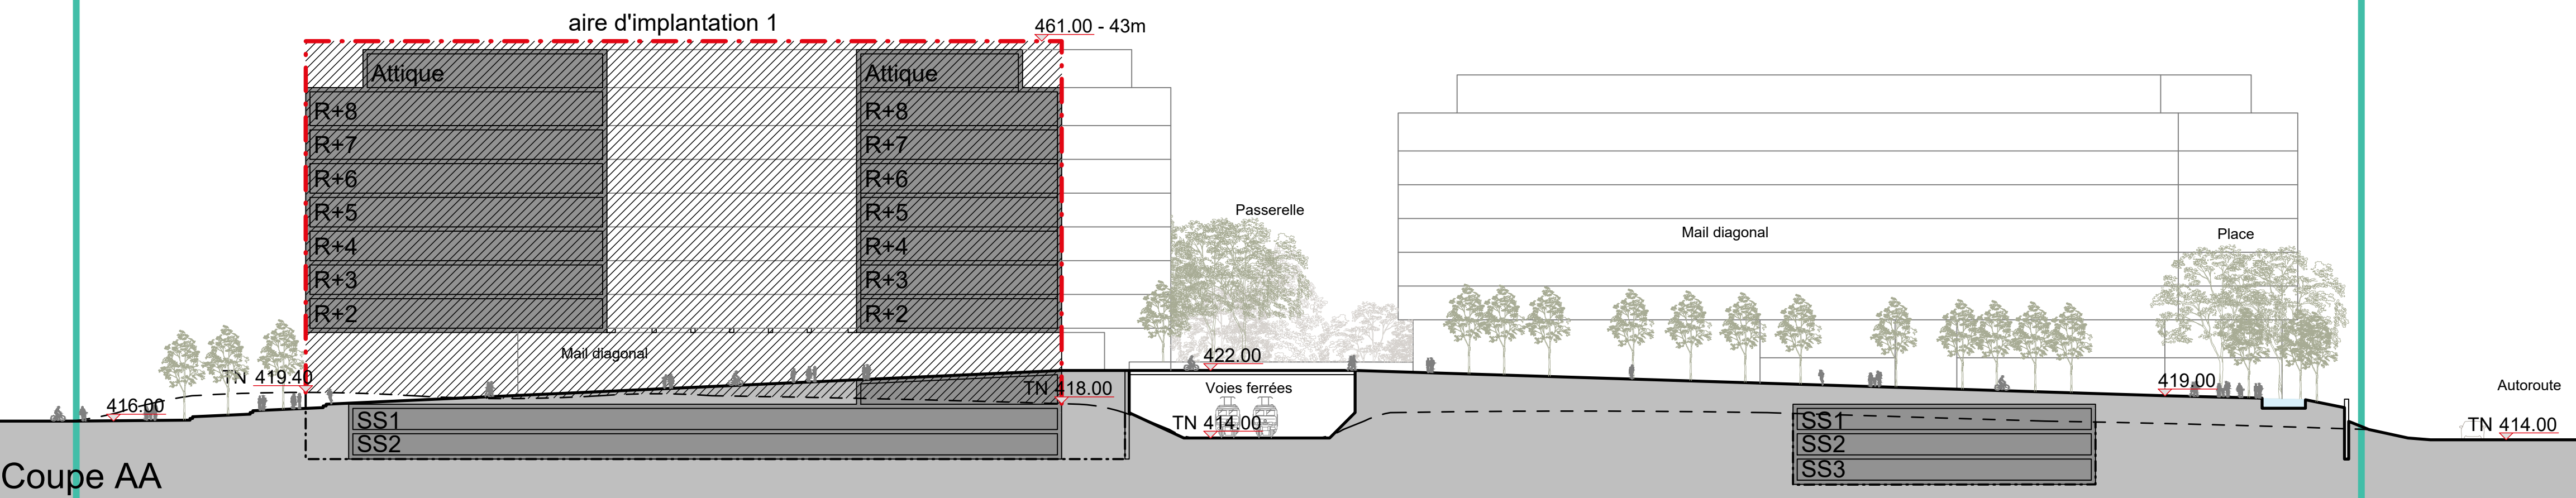 aire d'implantation 1
461.00 - 43m
Attique
Attique
R+8
R+8
R+7
R+7
R+6
R+6
R+5
R+5
R+4
R+4
R+3
R+3
R+2
R+2
Passerelle
Mail diagonal
Place
Mail diagonal
422.00
TN 419.40
416.00
TN 418.00
Voies ferrées
TN 414.00
419.00
Autoroute
TN 414.00
SS1
SS2
SS1
SS2
SS3
Coupe AA